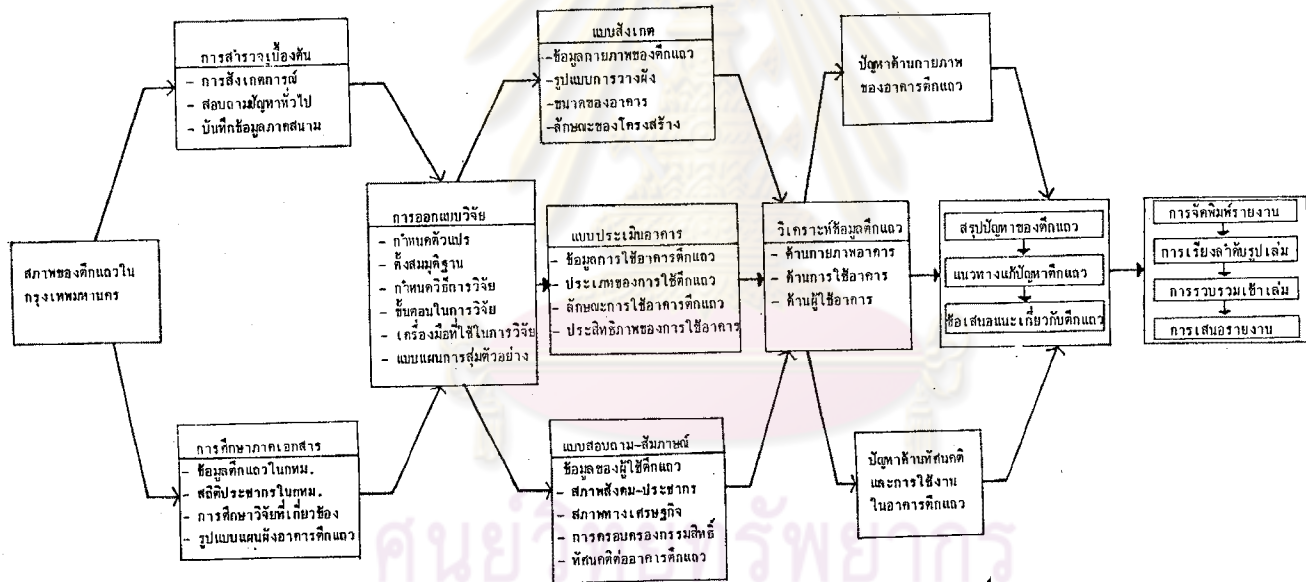 สภาพของตึกแถวใน
กรุงเทพมหานคร
การสำรวจเบื้องต้น
- การสังเกตการณ์
- สอบถามปัญหาทั่วไป
- บันทึกข้อมูลภาคสนาม
การศึกษาภาคเอกสาร
- ข้อมูลตึกแถวในกทม.
- สถิติประชากรในกทม.
- การศึกษาวิจัยที่เกี่ยวข้อง
- รูปแบบแผนผังอาคารตึกแถว
การออกแบบวิจัย
- กำหนดตัวแปร
- ตั้งสมมุติฐาน
- กำหนดวิธีการวิจัย
- ขั้นตอนในการวิจัย
- เครื่องมือที่ใช้ในการวิจัย
- แบบแผนการสุ่มตัวอย่าง
แบบสังเกต
-ข้อมูลกายภาพของตึกแถว
-รูปแบบการวางผัง
-ขนาดของอาคาร
-ลักษณะของโครงสร้าง
แบบประเมินอาคาร
- ข้อมูลการใช้อาคารตึกแถว
- ประเภทของการใช้ตึกแถว
- ลักษณะการใช้อาคารตึกแถว
- ประสิทธิภาพของการใช้อาคาร
แบบสอบถาม-สัมภาษณ์
ข้อมูลของผู้ใช้ตึกแถว
- สภาพสังคม-ประชากร
- สภาพทางเศรษฐกิจ
- การครอบครองกรรมสิทธิ์
- ทัศนคติต่ออาคารตึกแถว
วิเคราะห์ข้อมูลตึกแถว
- ด้านกายภาพอาคาร
- ด้านการใช้อาคาร
- ด้านผู้ใช้อาคาร
ปัญหาด้านกายภาพ
ของอาคารตึกแถว
ปัญหาด้านทัศนคติ
และการใช้งาน
ในอาคารตึกแถว
สรุปปัญหาของตึกแถว
แนวทางแก้ปัญหาตึกแถว
ข้อเสนอแนะเกี่ยวกับตึกแถว
การจัดพิมพ์รายงาน
การเรียงลำดับรูปเล่ม
การรวบรวมเข้าเล่ม
การเสนอรายงาน
ศูนย์วิทยทรัพยากร